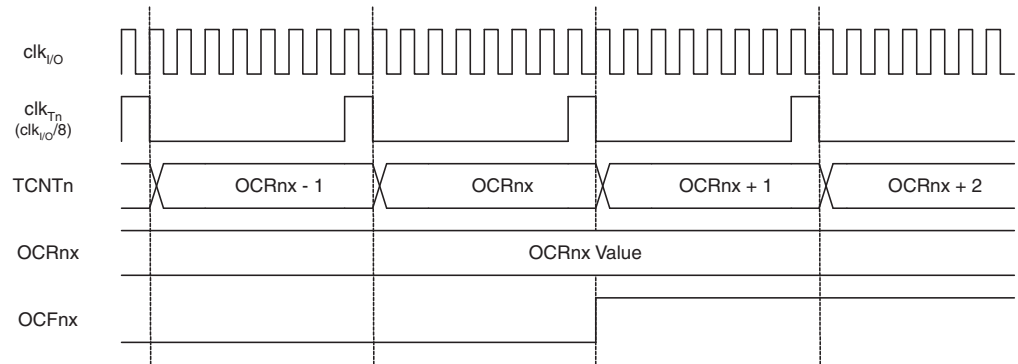 clkI/O
clkTn
(clkI/O/8)
TCNTn OCRnx - 1 OCRnx OCRnx + 1 OCRnx + 2
OCRnx OCRnx Value
OCFnx